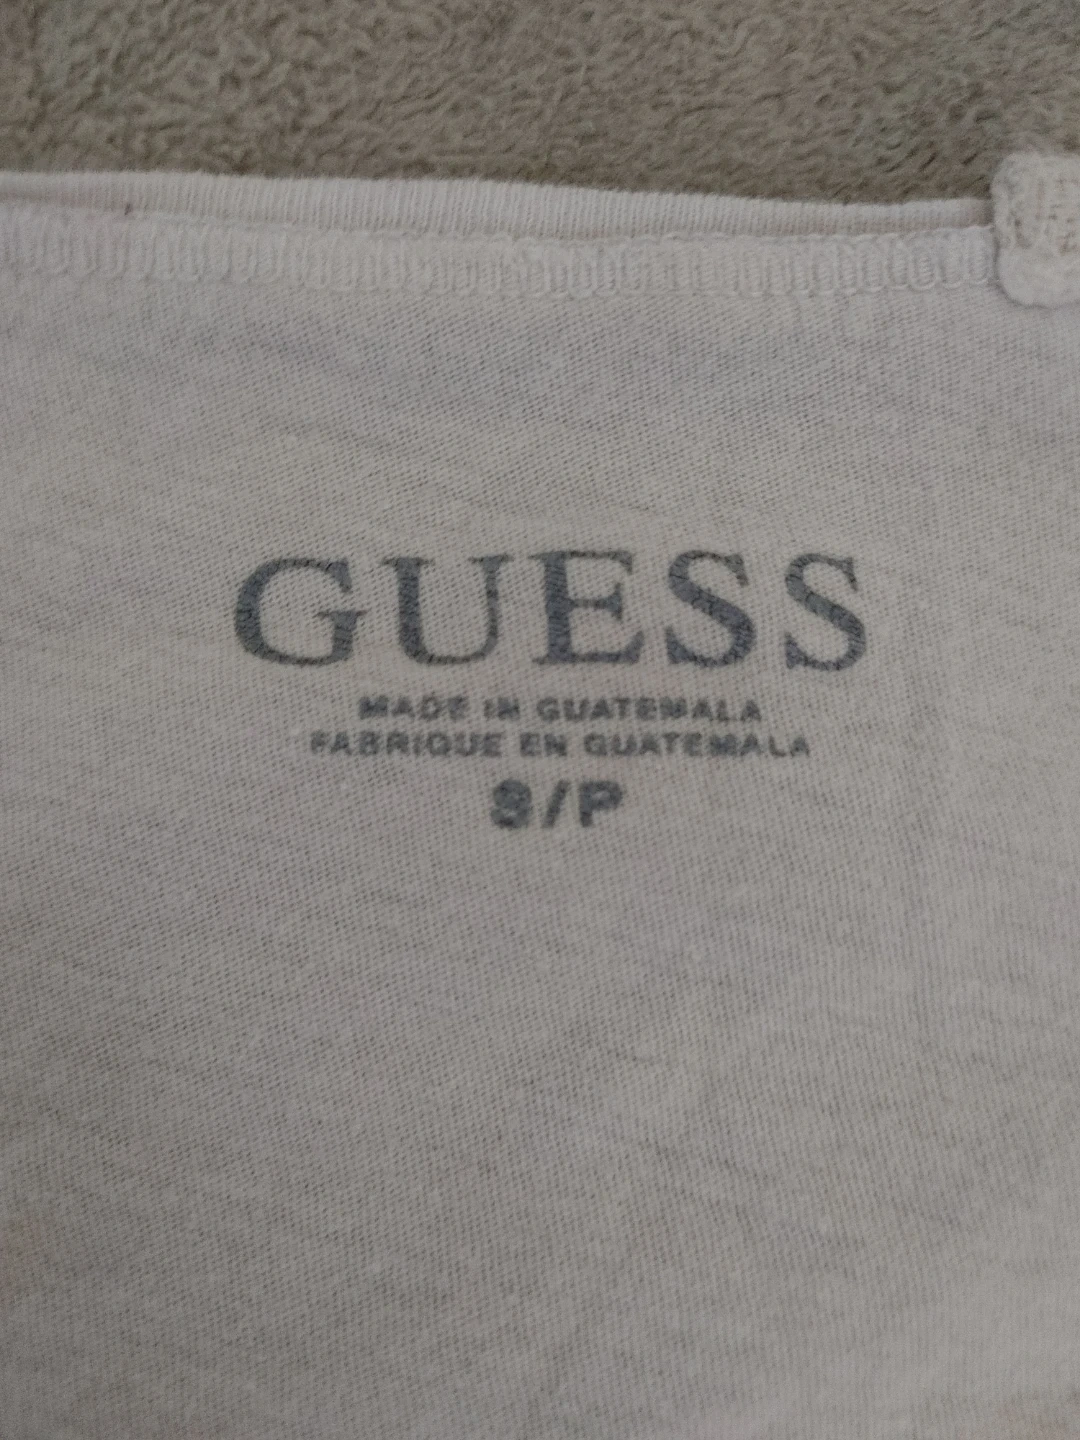 GUESS
MADE IN GUATEMALA
FABRIQUE EN GUATEMALA
S/P